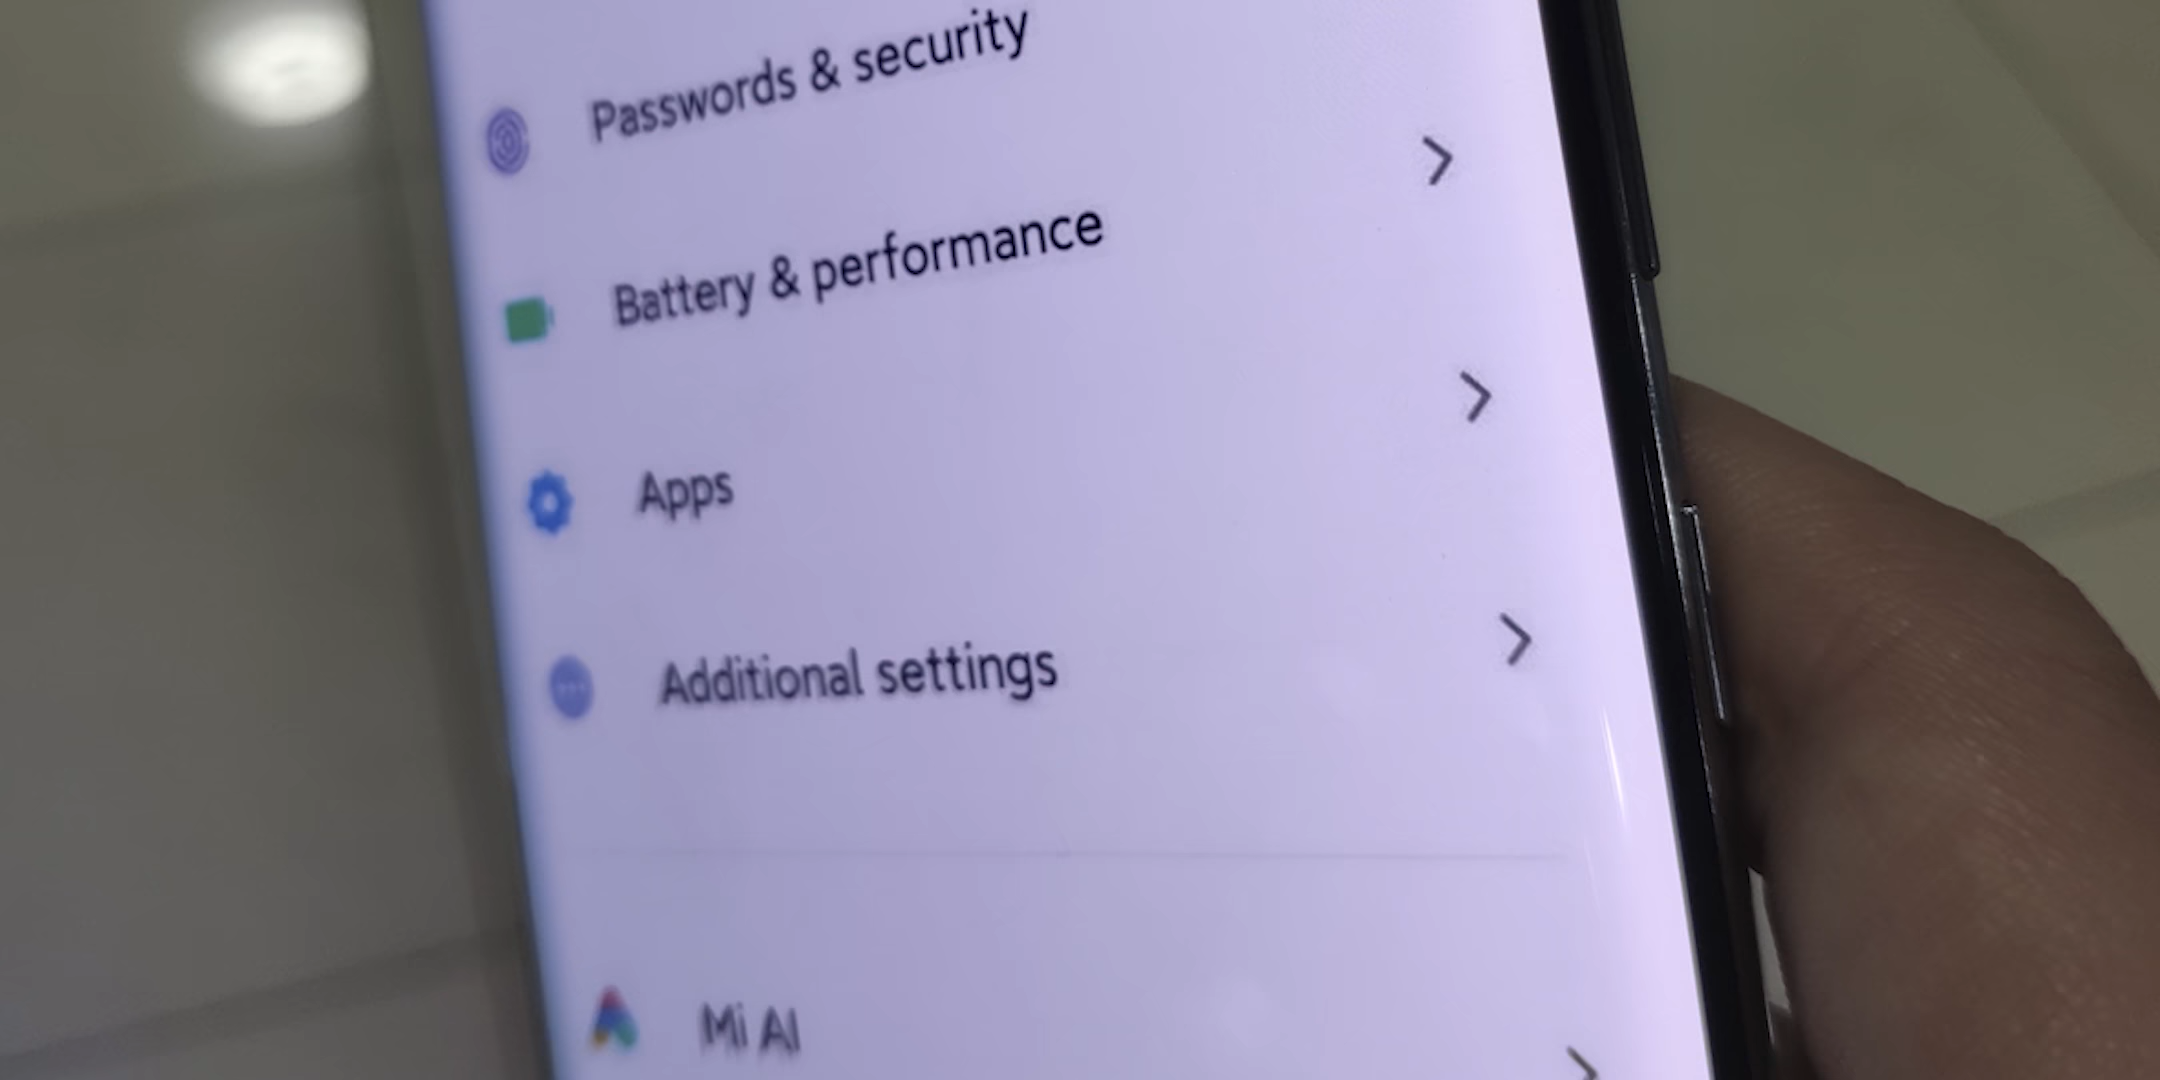 Passwords & security
Battery & performance
Apps
Additional settings
Mi AI